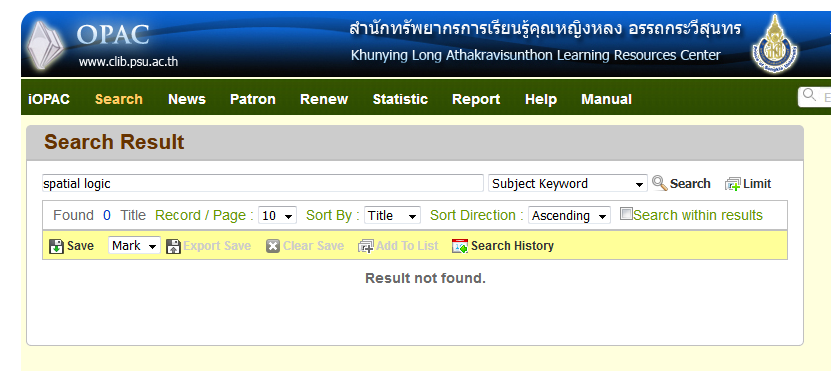 OPAC
www.clib.psu.ac.th
สำนักทรัพยากรการเรียนรู้คุณหญิงหลง อรรถกระวีสุนทร
Khunying Long Athakravisunthon Learning Resources Center
iOPAC Search News Patron Renew Statistic Report Help Manual
Search Result
spatial logic Subject Keyword Search Limit
Found 0 Title Record / Page : 10 Sort By : Title Sort Direction : Ascending Search within results
Save Mark Export Save Clear Save Add To List Search History
Result not found.